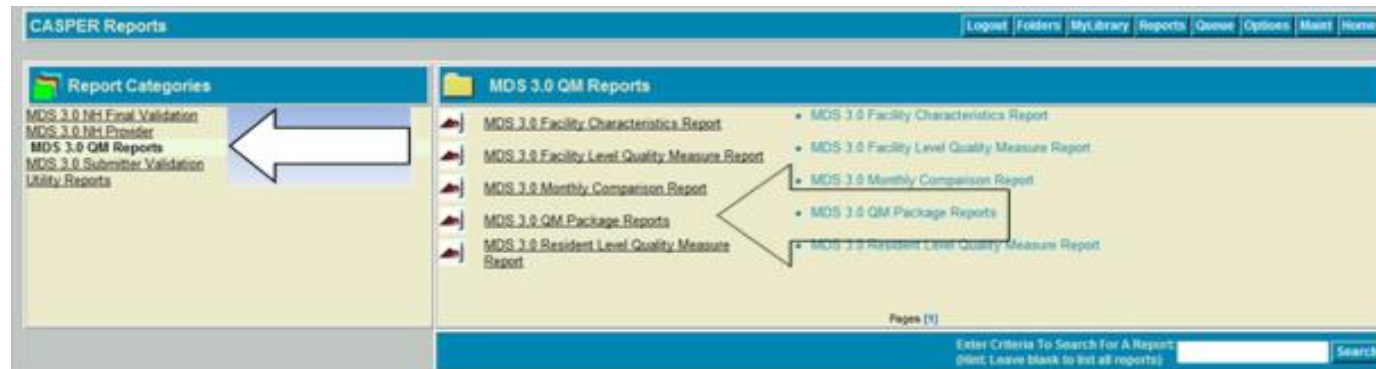 CASPER Reports
Logout Folders MyLibrary Reports Queue Options Maint Home
Report Categories
MDS 3.0 NH Final Validation
MDS 3.0 NH Provider
MDS 3.0 QM Reports
MDS 3.0 Submitter Validation
Utility Reports
MDS 3.0 QM Reports
MDS 3.0 Facility Characteristics Report
MDS 3.0 Facility Level Quality Measure Report
MDS 3.0 Monthly Comparison Report
MDS 3.0 QM Package Reports
MDS 3.0 Resident Level Quality Measure
Report
• MDS 3.0 Facility Characteristics Report
• MDS 3.0 Facility Level Quality Measure Report
• MDS 3.0 Monthly Comparison Report
• MDS 3.0 QM Package Reports
• MDS 3.0 Resident Level Quality Measure Report
Pages [1]
Enter Criteria To Search For A Report:
(Hint: Leave blank to list all reports)
Search